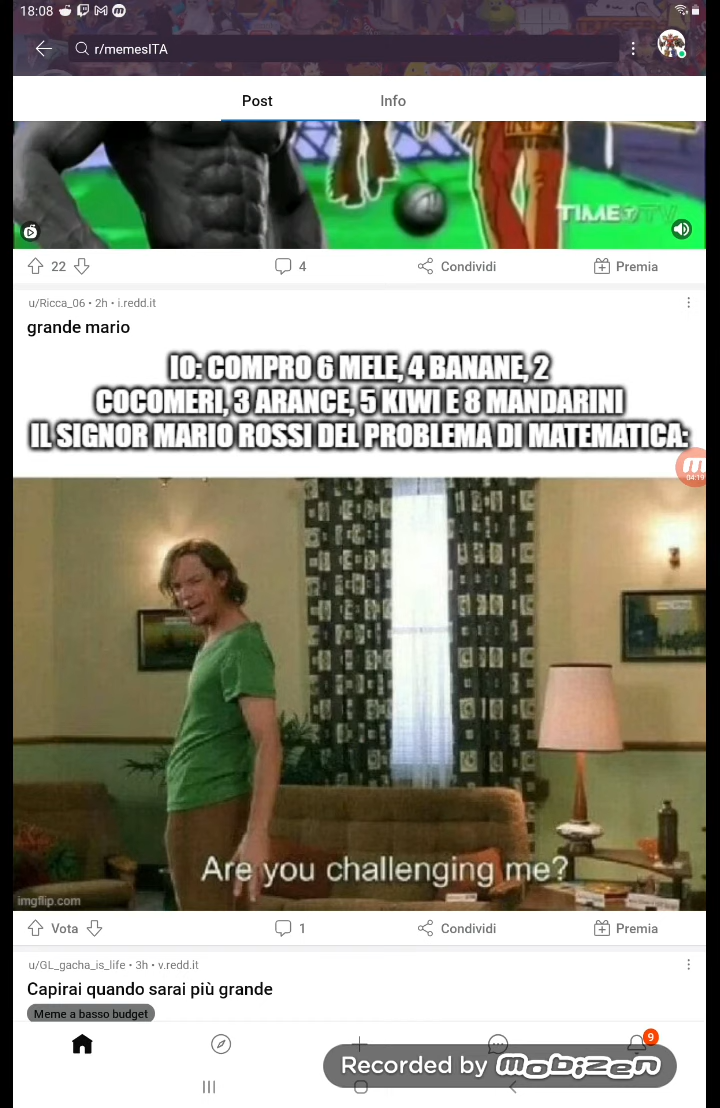 18:08
r/memesITA
Post
Info
TIME TV
22
4
Condividi
Premia
u/Ricca_06 • 2h • i.redd.it
grande mario
IO: COMPRO 6 MELE, 4 BANANE, 2
COCOMERI, 3 ARANCE, 5 KIWI E 8 MANDARINI
IL SIGNOR MARIO ROSSI DEL PROBLEMA DI MATEMATICA:
04:19
Are you challenging me?
imgflip.com
Vota
1
Condividi
Premia
u/GL_gacha_is_life • 3h • v.redd.it
Capirai quando sarai più grande
Meme a basso budget
9
Recorded by mobizen